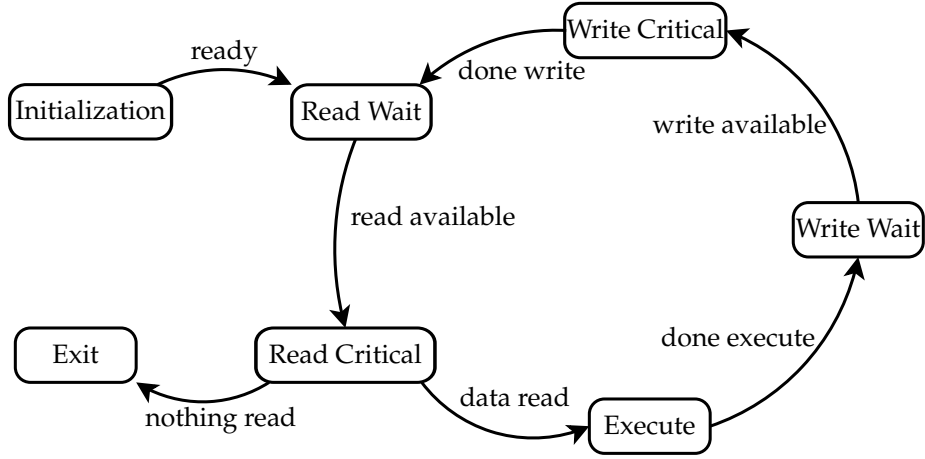 Write Critical
ready
done write
Initialization
Read Wait
write available
read available
Write Wait
done execute
Exit
Read Critical
data read
nothing read
Execute